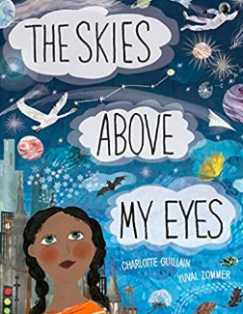 THE SKIES
ABOVE
MY EYES
CHARLOTTE GUILLAIN
YUVAL ZOMMER